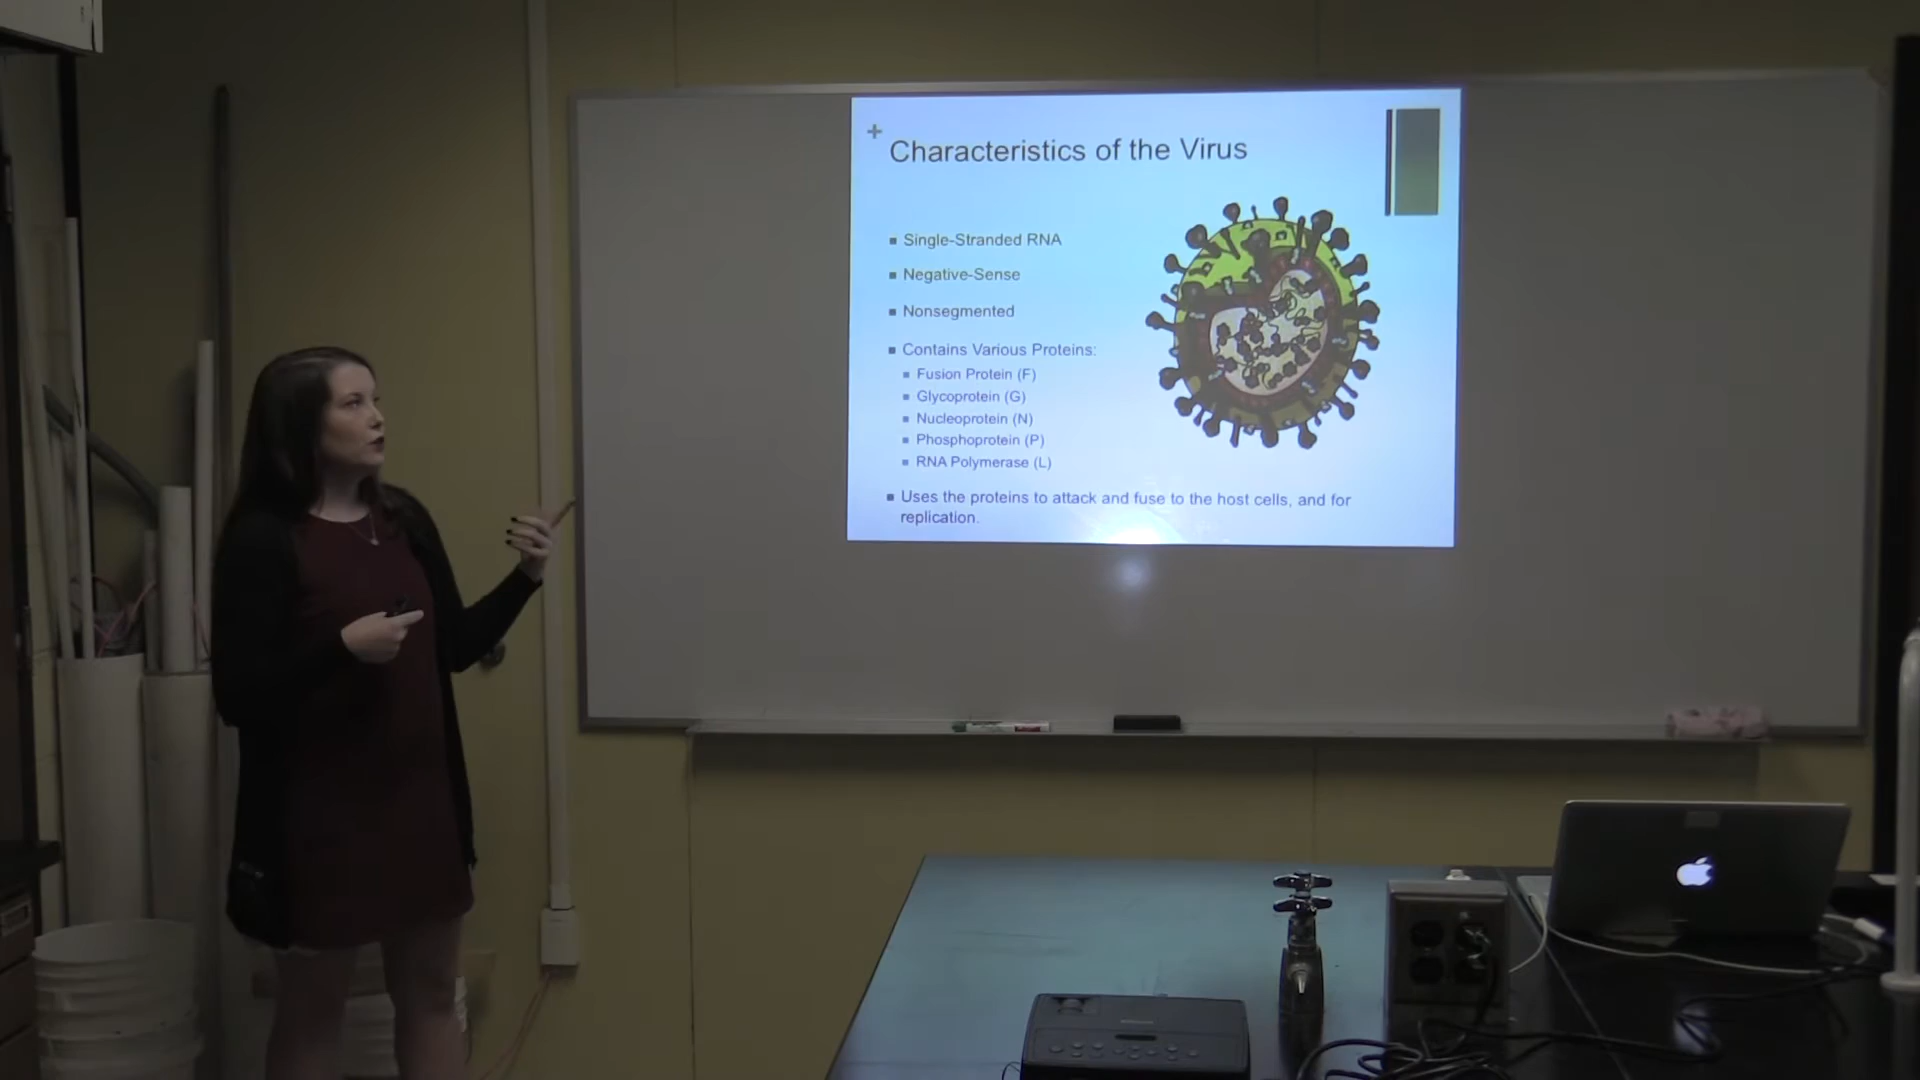 +
Characteristics of the Virus
Single-Stranded RNA
Negative-Sense
Nonsegmented
Contains Various Proteins:
Fusion Protein (F)
Glycoprotein (G)
Nucleoprotein (N)
Phosphoprotein (P)
RNA Polymerase (L)
Uses the proteins to attack and fuse to the host cells, and for
replication.